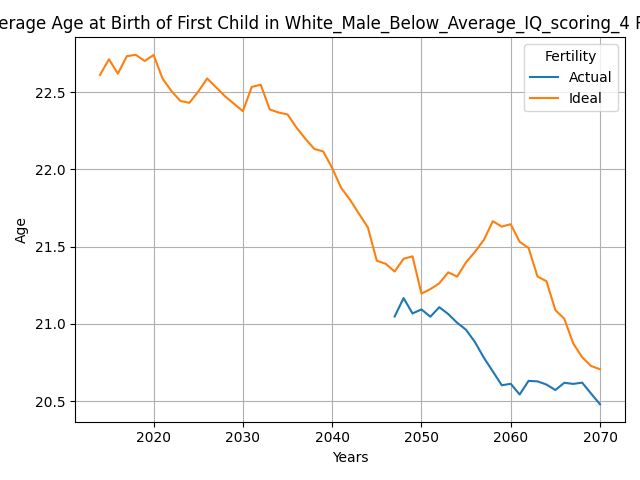 erage Age at Birth of First Child in White_Male_Below_Average_IQ_scoring_4
Fertility
Actual
Ideal
22.5
22.0
21.5
21.0
20.5
Age
2020
2030
2040
2050
2060
2070
Years